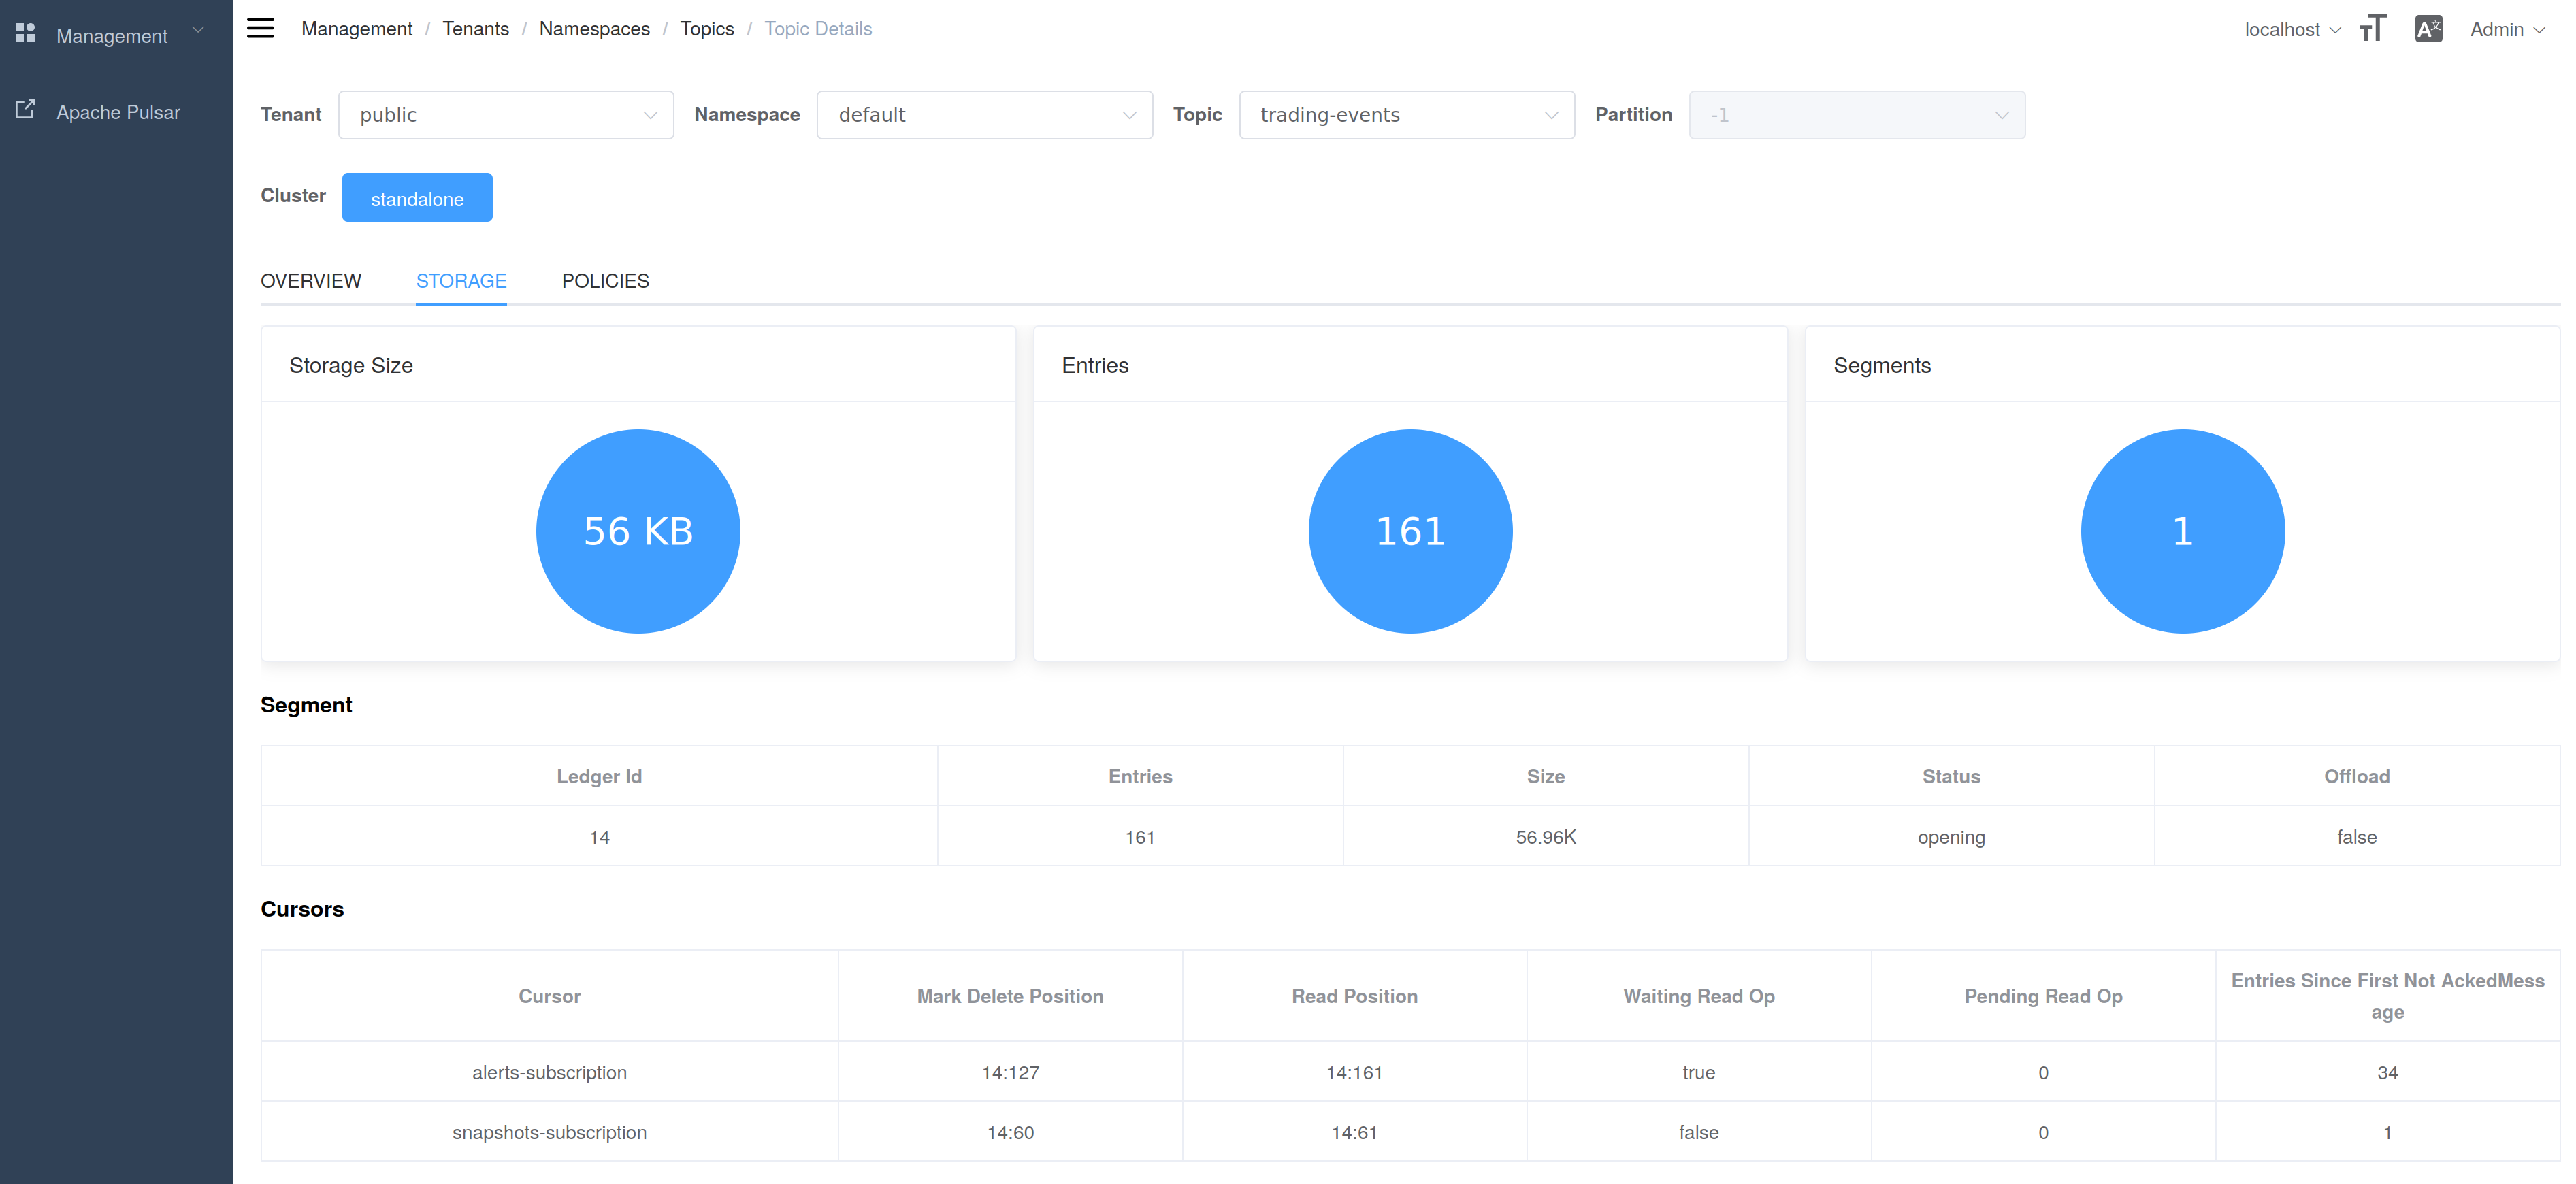 Management
Apache Pulsar
Management / Tenants / Namespaces / Topics / Topic Details
localhost
Admin
Tenant public Namespace default Topic trading-events Partition -1
Cluster standalone
OVERVIEW STORAGE POLICIES
Storage Size
56 KB
Entries
161
Segments
1
Segment
Ledger Id Entries Size Status Offload
14 161 56.96K opening false
Cursors
Cursor Mark Delete Position Read Position Waiting Read Op Pending Read Op Entries Since First Not AckedMess
age
alerts-subscription 14:127 14:161 true 0 34
snapshots-subscription 14:60 14:61 false 0 1